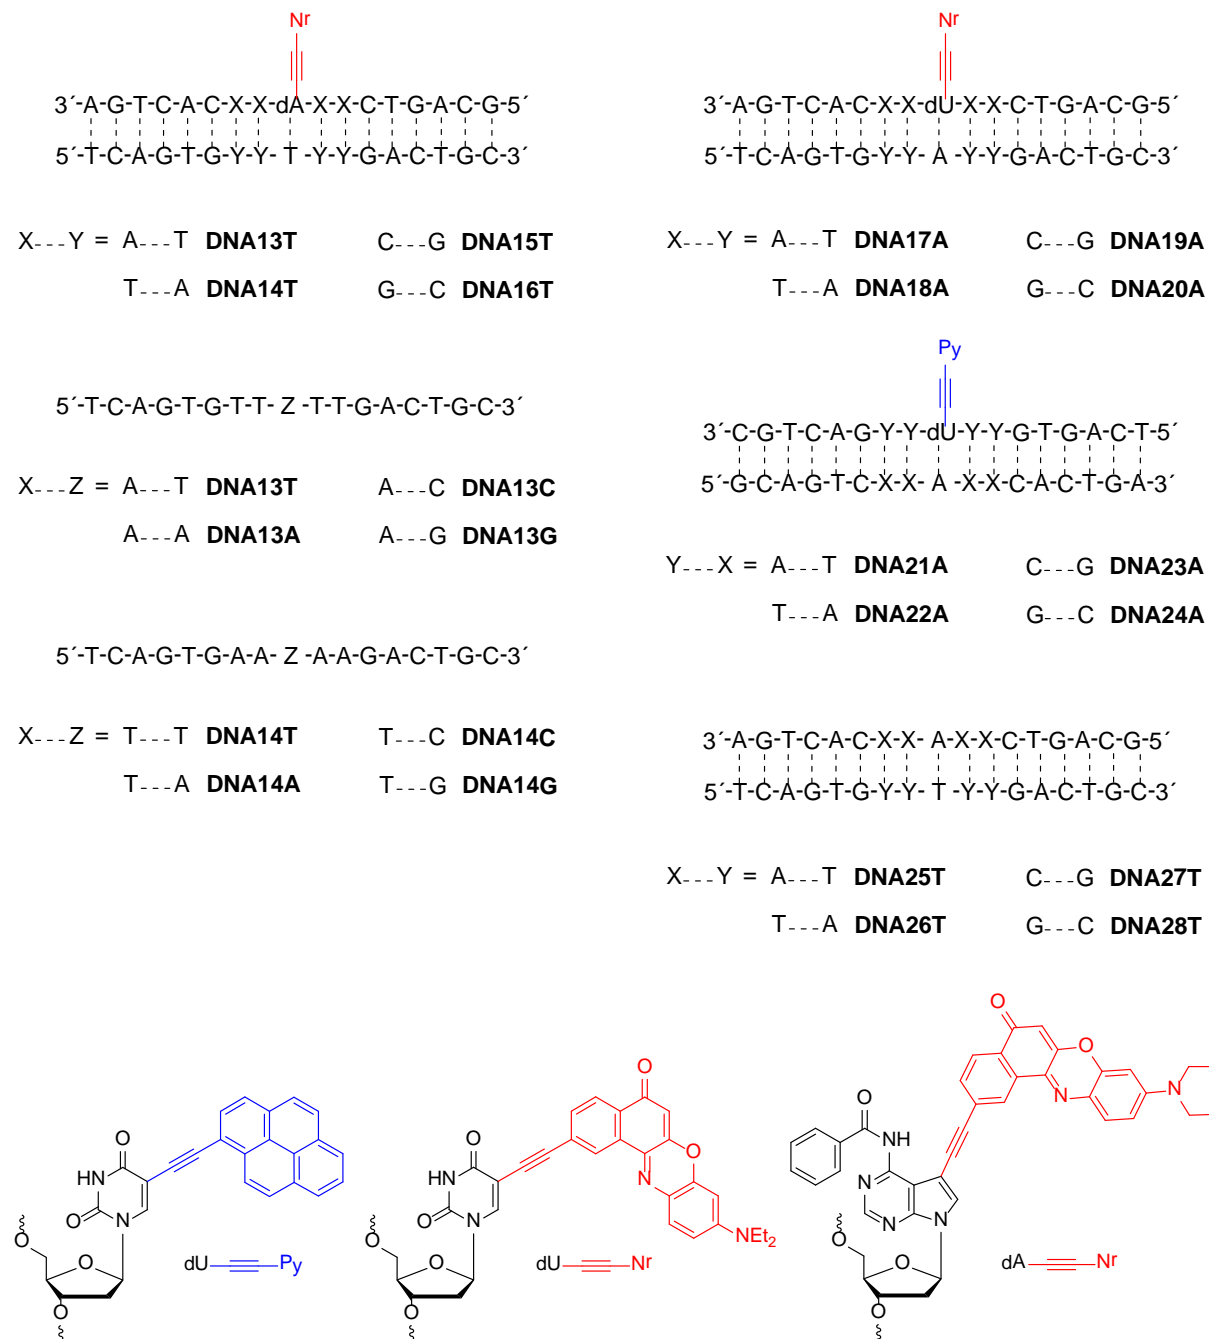 Nr
3´-A-G-T-C-A-C-X-X-dA-X-X-C-T-G-A-C-G-5´
5´-T-C-A-G-T-G-Y-Y- T -Y-Y-G-A-C-T-G-C-3´
X---Y = A---T DNA13T C---G DNA15T
T---A DNA14T G---C DNA16T
5´-T-C-A-G-T-G-T-T- Z -T-T-G-A-C-T-G-C-3´
X---Z = A---T DNA13T A---C DNA13C
A---A DNA13A A---G DNA13G
5´-T-C-A-G-T-G-A-A- Z -A-A-G-A-C-T-G-C-3´
X---Z = T---T DNA14T T---C DNA14C
T---A DNA14A T---G DNA14G
Nr
3´-A-G-T-C-A-C-X-X-dU-X-X-C-T-G-A-C-G-5´
5´-T-C-A-G-T-G-Y-Y- A -Y-Y-G-A-C-T-G-C-3´
X---Y = A---T DNA17A C---G DNA19A
T---A DNA18A G---C DNA20A
Py
3´-C-G-T-C-A-G-Y-Y-dU-Y-Y-G-T-G-A-C-T-5´
5´-G-C-A-G-T-C-X-X- A -X-X-C-A-C-T-G-A-3´
Y---X = A---T DNA21A C---G DNA23A
T---A DNA22A G---C DNA24A
3´-A-G-T-C-A-C-X-X- A -X-X-C-T-G-A-C-G-5´
5´-T-C-A-G-T-G-Y-Y- T -Y-Y-G-A-C-T-G-C-3´
X---Y = A---T DNA25T C---G DNA27T
T---A DNA26T G---C DNA28T
O
NH
O
N
O
O
O
dU Py
O
O
N
NEt2
O
NH
O
N
O
O
O
dU Nr
O
O
N
N
O
NH
N
N
N
O
O
O
dA Nr